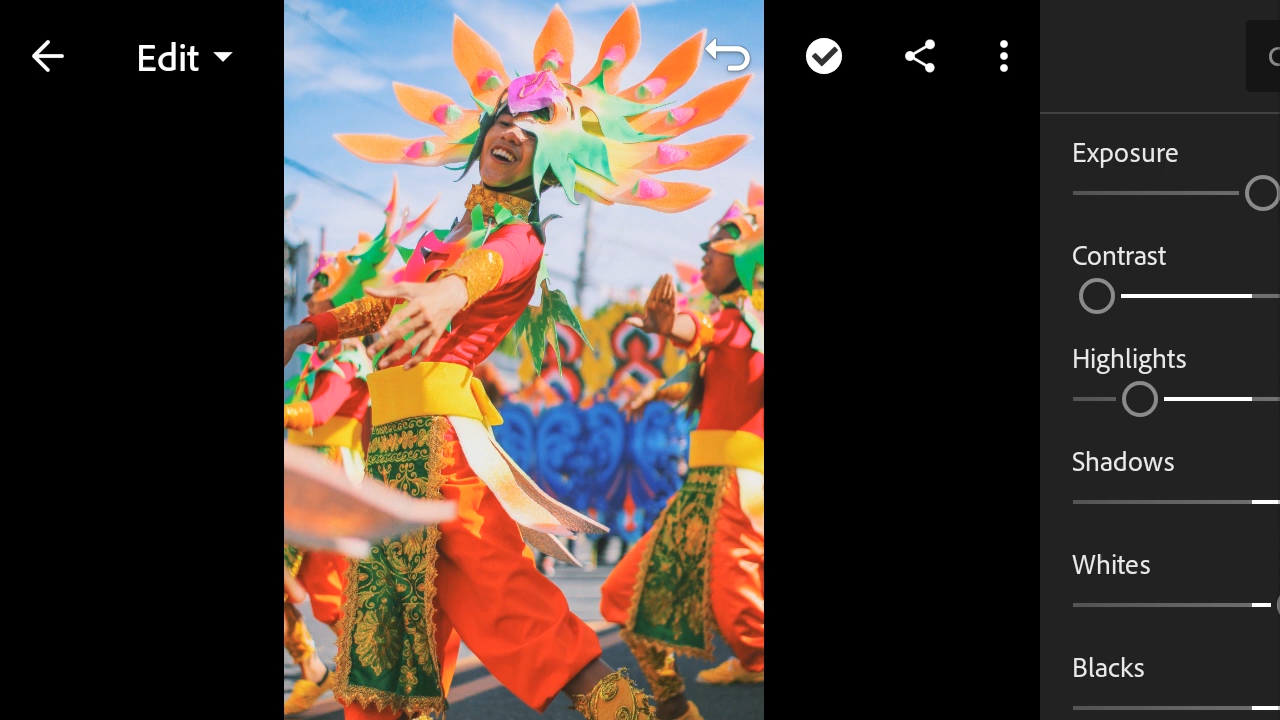 Edit
Exposure
Contrast
Highlights
Shadows
Whites
Blacks